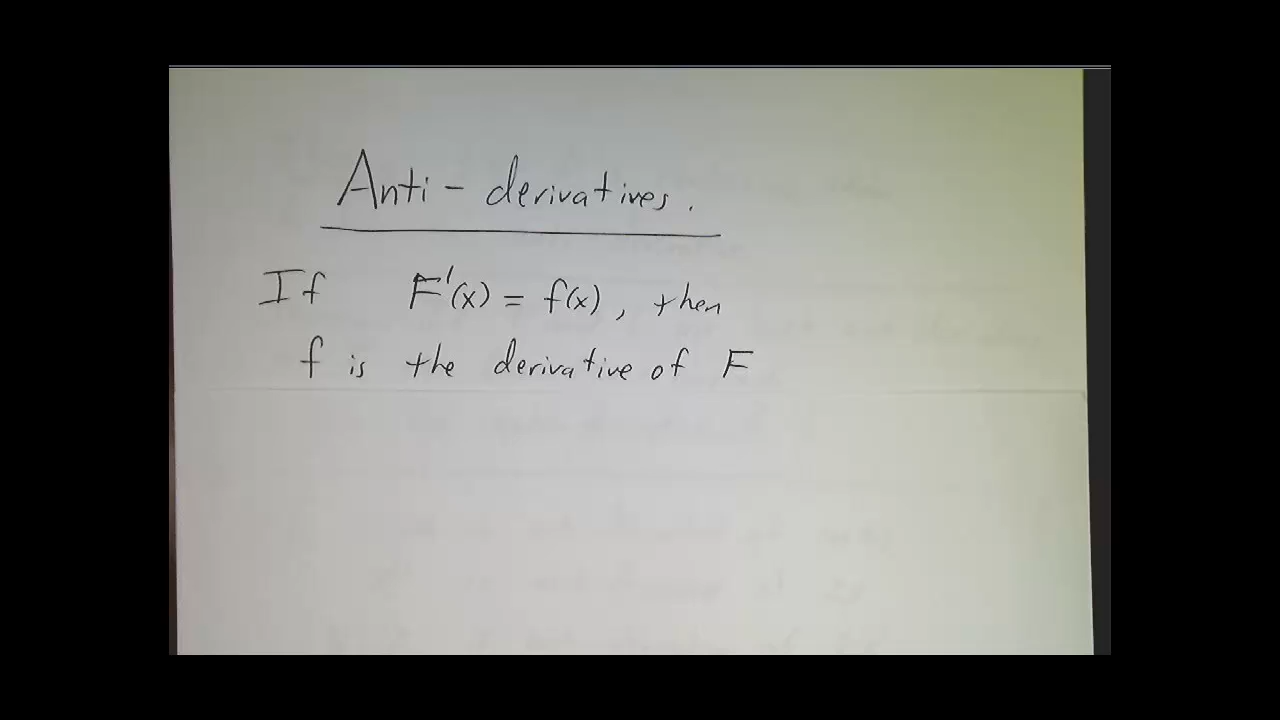 Anti-derivatives.
If F'(x) = f(x), then
f is the derivative of F